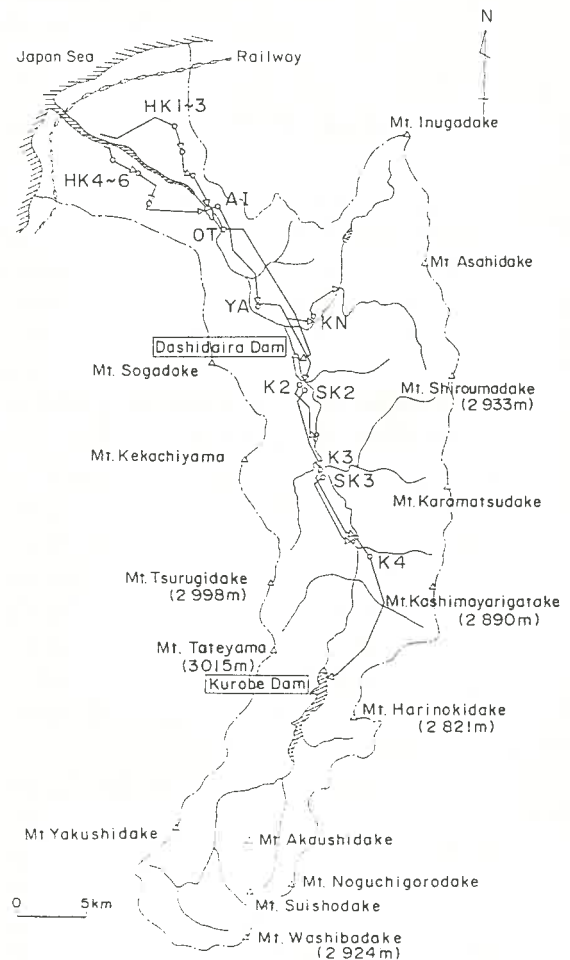 N
Japan Sea
Railway
HK1~3
Mt. Inugadake
HK4~6
A·I
OT
Mt Asahidake
YA
KN
Dashidaira Dam
Mt. Sogadake
K2
SK2
Mt. Shiroumadake
(2 933m)
K3
Mt. Kekachiyama
SK3
Mt. Karamatsudake
K4
Mt. Tsurugidake
(2 998m)
Mt. Kashimayarigatake
(2 890m)
Mt. Tateyama
(3015m)
Kurobe Dam
Mt. Harinokidake
(2 821m)
Mt Yakushidake
Mt. Akaushidake
Mt. Noguchigorodake
0 5km
Mt. Suishodake
Mt. Washibadake
(2 924m)